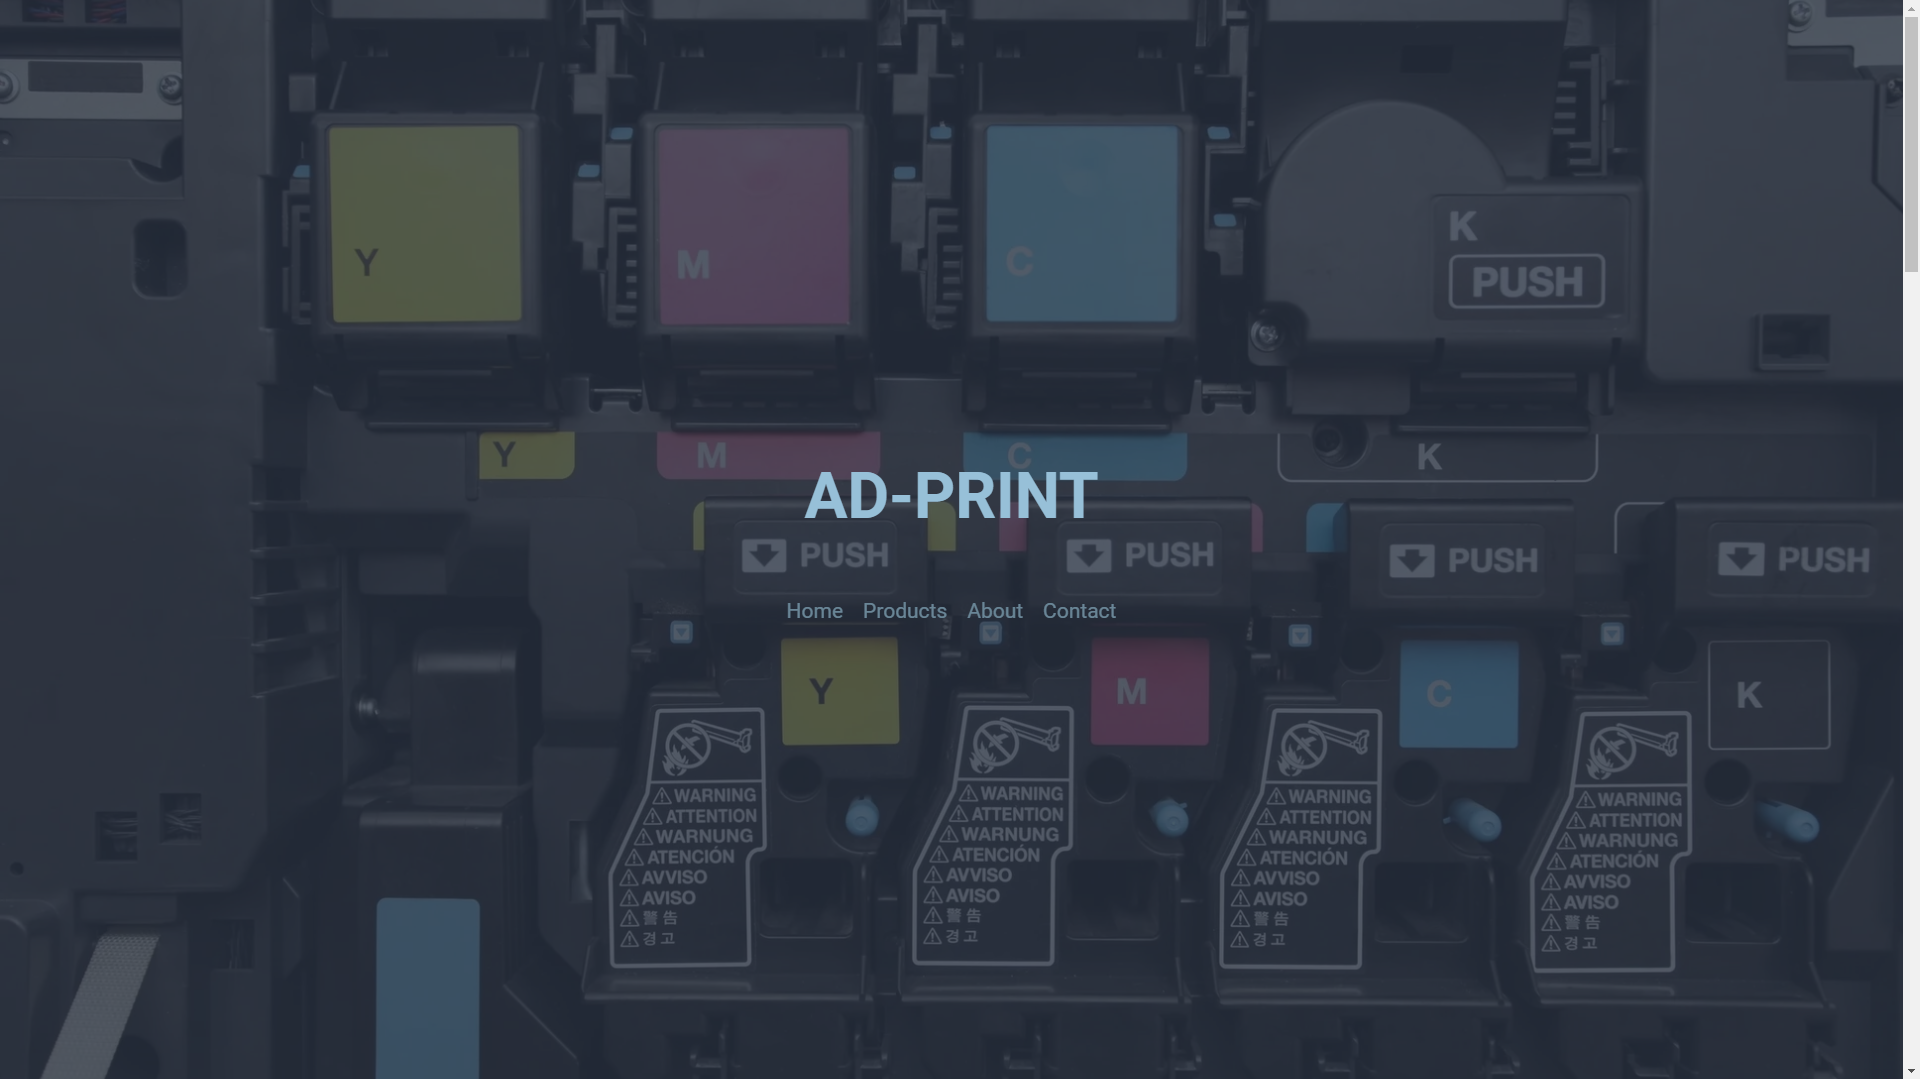 Y
M
C
K
PUSH
Y
M
C
K
AD-PRINT
PUSH
PUSH
PUSH
PUSH
Home Products About Contact
Y
M
C
K
WARNING
ATTENTION
WARNUNG
ATENCIÓN
AVVISO
AVISO
警告
경고
WARNING
ATTENTION
WARNUNG
ATENCIÓN
AVVISO
AVISO
警告
경고
WARNING
ATTENTION
WARNUNG
ATENCIÓN
AVVISO
AVISO
警告
경고
WARNING
ATTENTION
WARNUNG
ATENCIÓN
AVVISO
AVISO
警告
경고